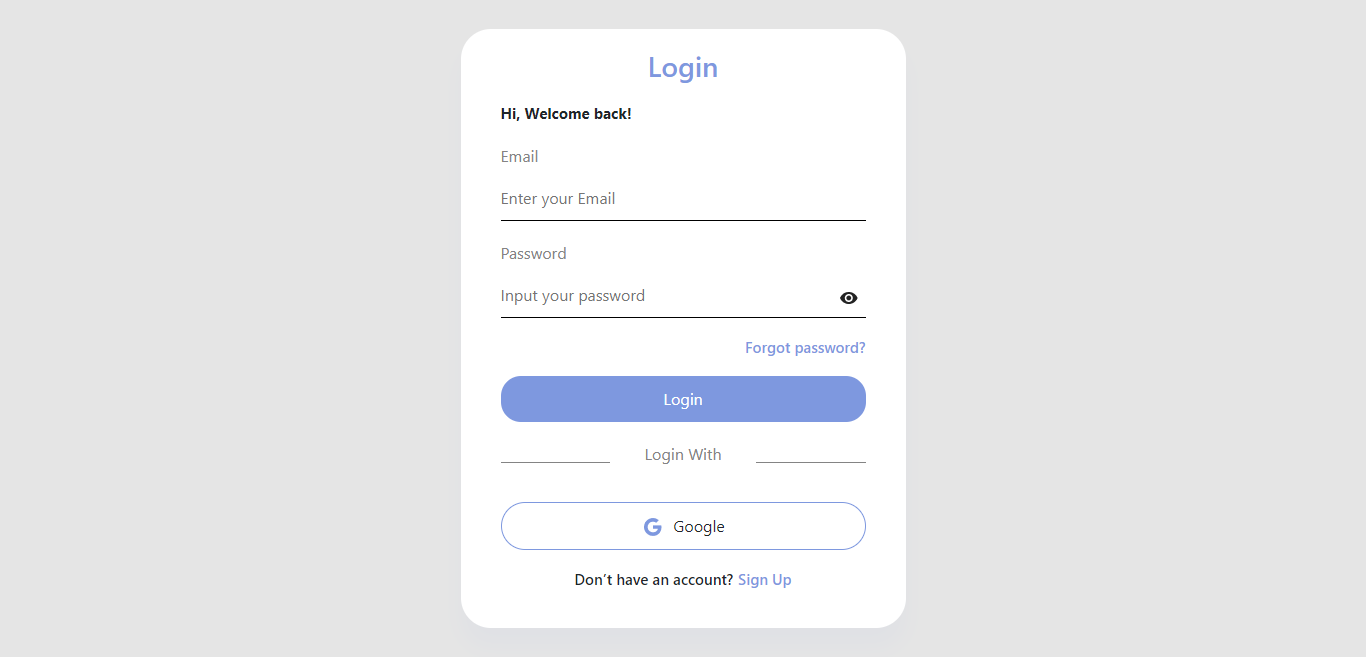 Login
Hi, Welcome back!
Email
Enter your Email
Password
Input your password
Forgot password?
Login
Login With
Google
Don’t have an account? Sign Up